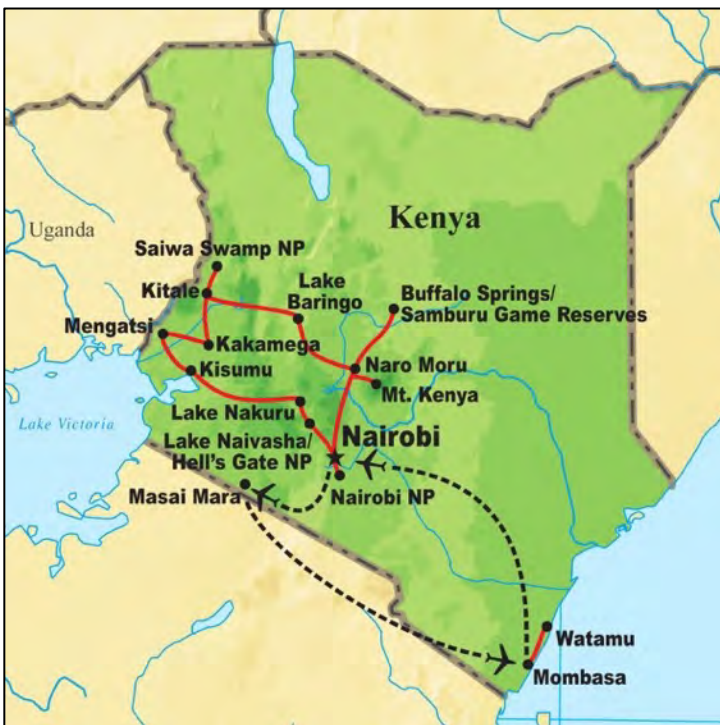 Kenya
Uganda
Saiwa Swamp NP
Kitale
Lake
Baringo
Buffalo Springs/
Samburu Game Reserves
Mengatsi
Kakamega
Naro Moru
Kisumu
Mt. Kenya
Lake Nakuru
Lake Victoria
Nairobi
Lake Naivasha/
Hell's Gate NP
Masai Mara
Nairobi NP
Watamu
Mombasa